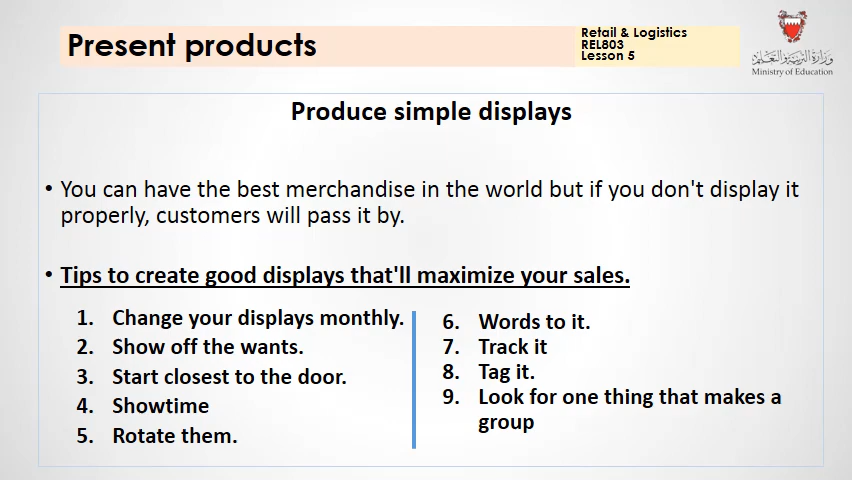 Present products
Retail & Logistics
REL803
Lesson 5
وزارة التربية والتعليم
Ministry of Education
Produce simple displays
• You can have the best merchandise in the world but if you don't display it
properly, customers will pass it by.
• Tips to create good displays that'll maximize your sales.
1. Change your displays monthly.
2. Show off the wants.
3. Start closest to the door.
4. Showtime
5. Rotate them.
6. Words to it.
7. Track it
8. Tag it.
9. Look for one thing that makes a
group